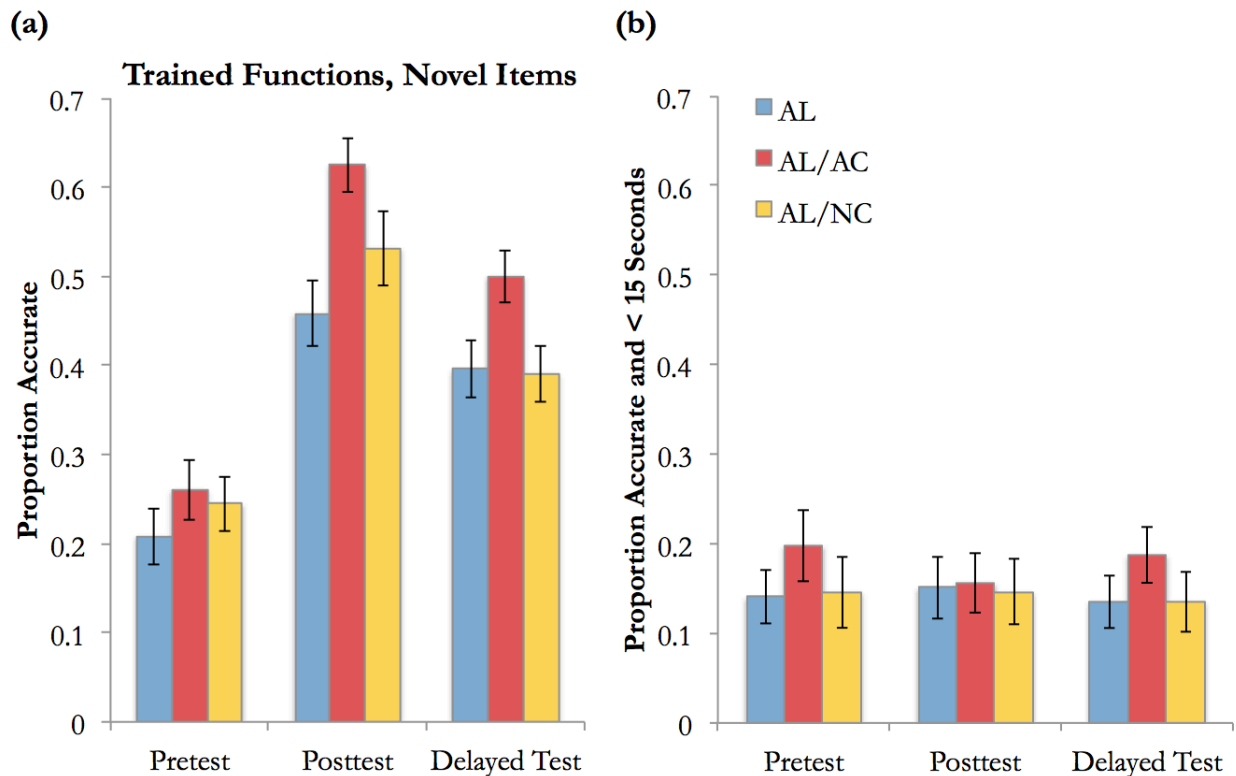 (a)
Trained Functions, Novel Items
Proportion Accurate
0.7
0.6
0.5
0.4
0.3
0.2
0.1
0
Pretest
Posttest
Delayed Test
(b)
Proportion Accurate and < 15 Seconds
0.7
0.6
0.5
0.4
0.3
0.2
0.1
0
AL
AL/AC
AL/NC
Pretest
Posttest
Delayed Test